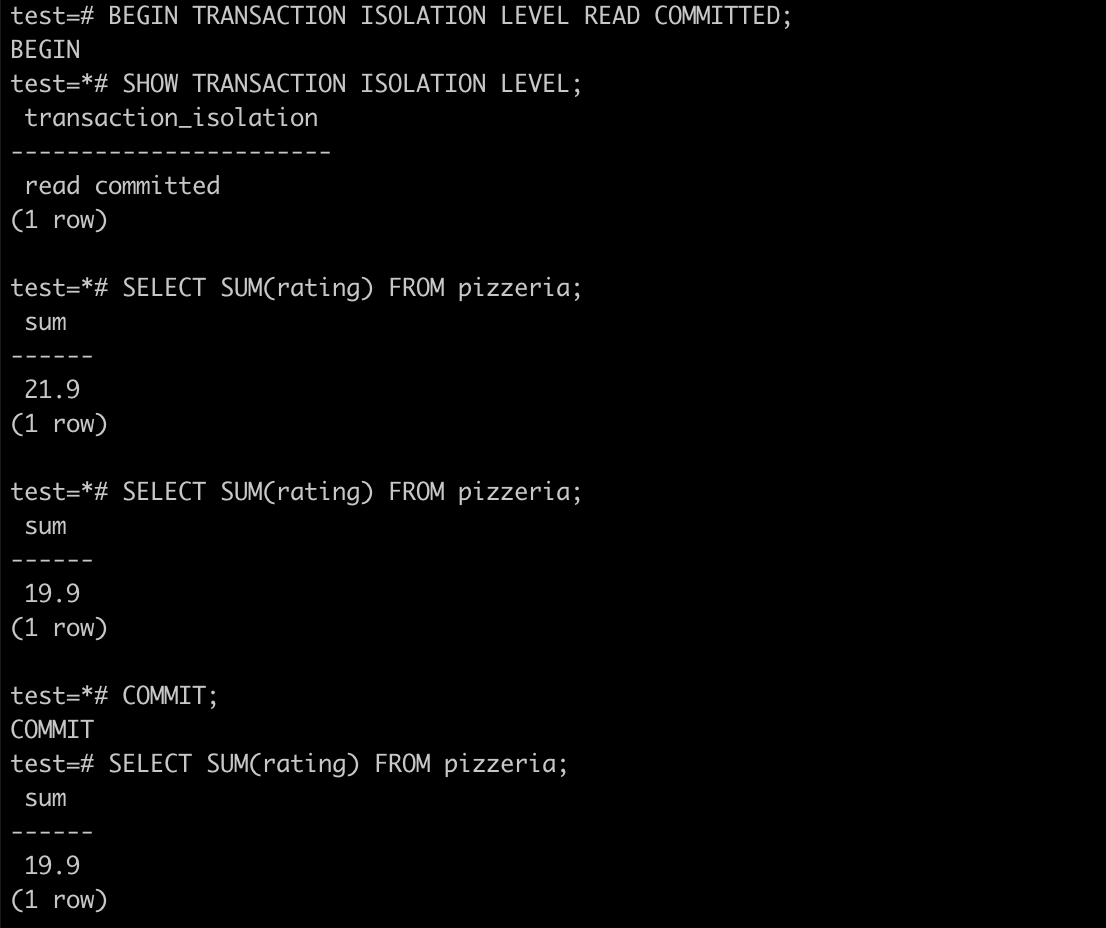 test=# BEGIN TRANSACTION ISOLATION LEVEL READ COMMITTED;
BEGIN
test=*# SHOW TRANSACTION ISOLATION LEVEL;
 transaction_isolation
-----------------------
 read committed
(1 row)

test=*# SELECT SUM(rating) FROM pizzeria;
 sum
------
 21.9
(1 row)

test=*# SELECT SUM(rating) FROM pizzeria;
 sum
------
 19.9
(1 row)

test=*# COMMIT;
COMMIT
test=# SELECT SUM(rating) FROM pizzeria;
 sum
------
 19.9
(1 row)